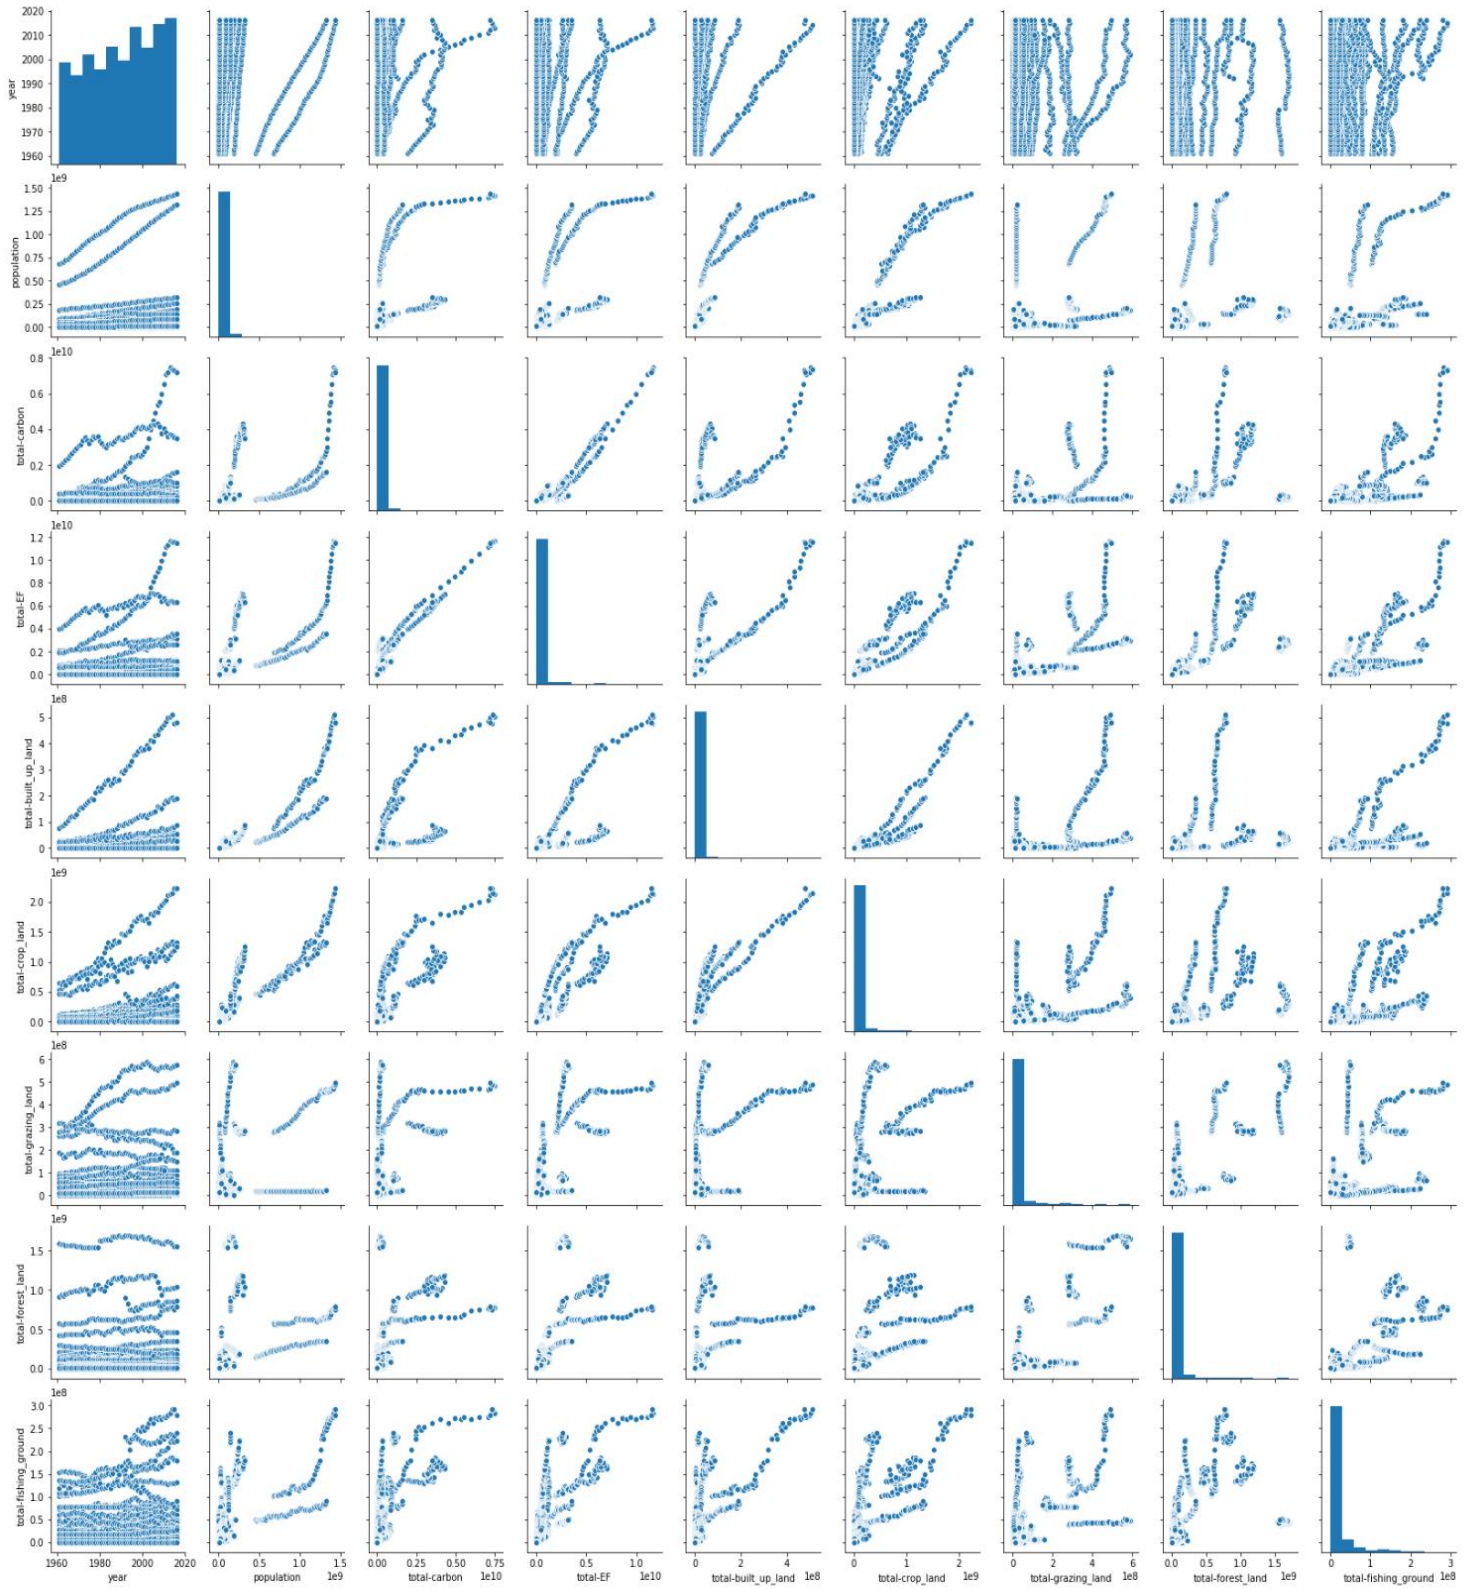 2020
2010
2000
1990
1980
1970
1960
year
1e9
1.50
1.25
1.00
0.75
0.50
0.25
0.00
population
1e10
0.8
0.6
0.4
0.2
0.0
total-carbon
1e10
1.2
1.0
0.8
0.6
0.4
0.2
0.0
total-EF
1e8
5
4
3
2
1
0
total-built_up_land
1e9
2.0
1.5
1.0
0.5
0.0
total-crop_land
1e8
6
5
4
3
2
1
0
total-grazing_land
1e9
1.5
1.0
0.5
0.0
total-forest_land
1e8
3.0
2.5
2.0
1.5
1.0
0.5
0.0
total-fishing_ground
1960 1980 2000 2020
year
0.0 0.5 1.0 1.5
population 1e9
0.00 0.25 0.50 0.75
total-carbon 1e10
0.0 0.5 1.0
total-EF 1e10
0 2 4
total-built_up_land 1e8
0 1 2
total-crop_land 1e9
0 2 4 6
total-grazing_land 1e8
0.0 0.5 1.0 1.5
total-forest_land 1e9
0 1 2 3
total-fishing_ground 1e8